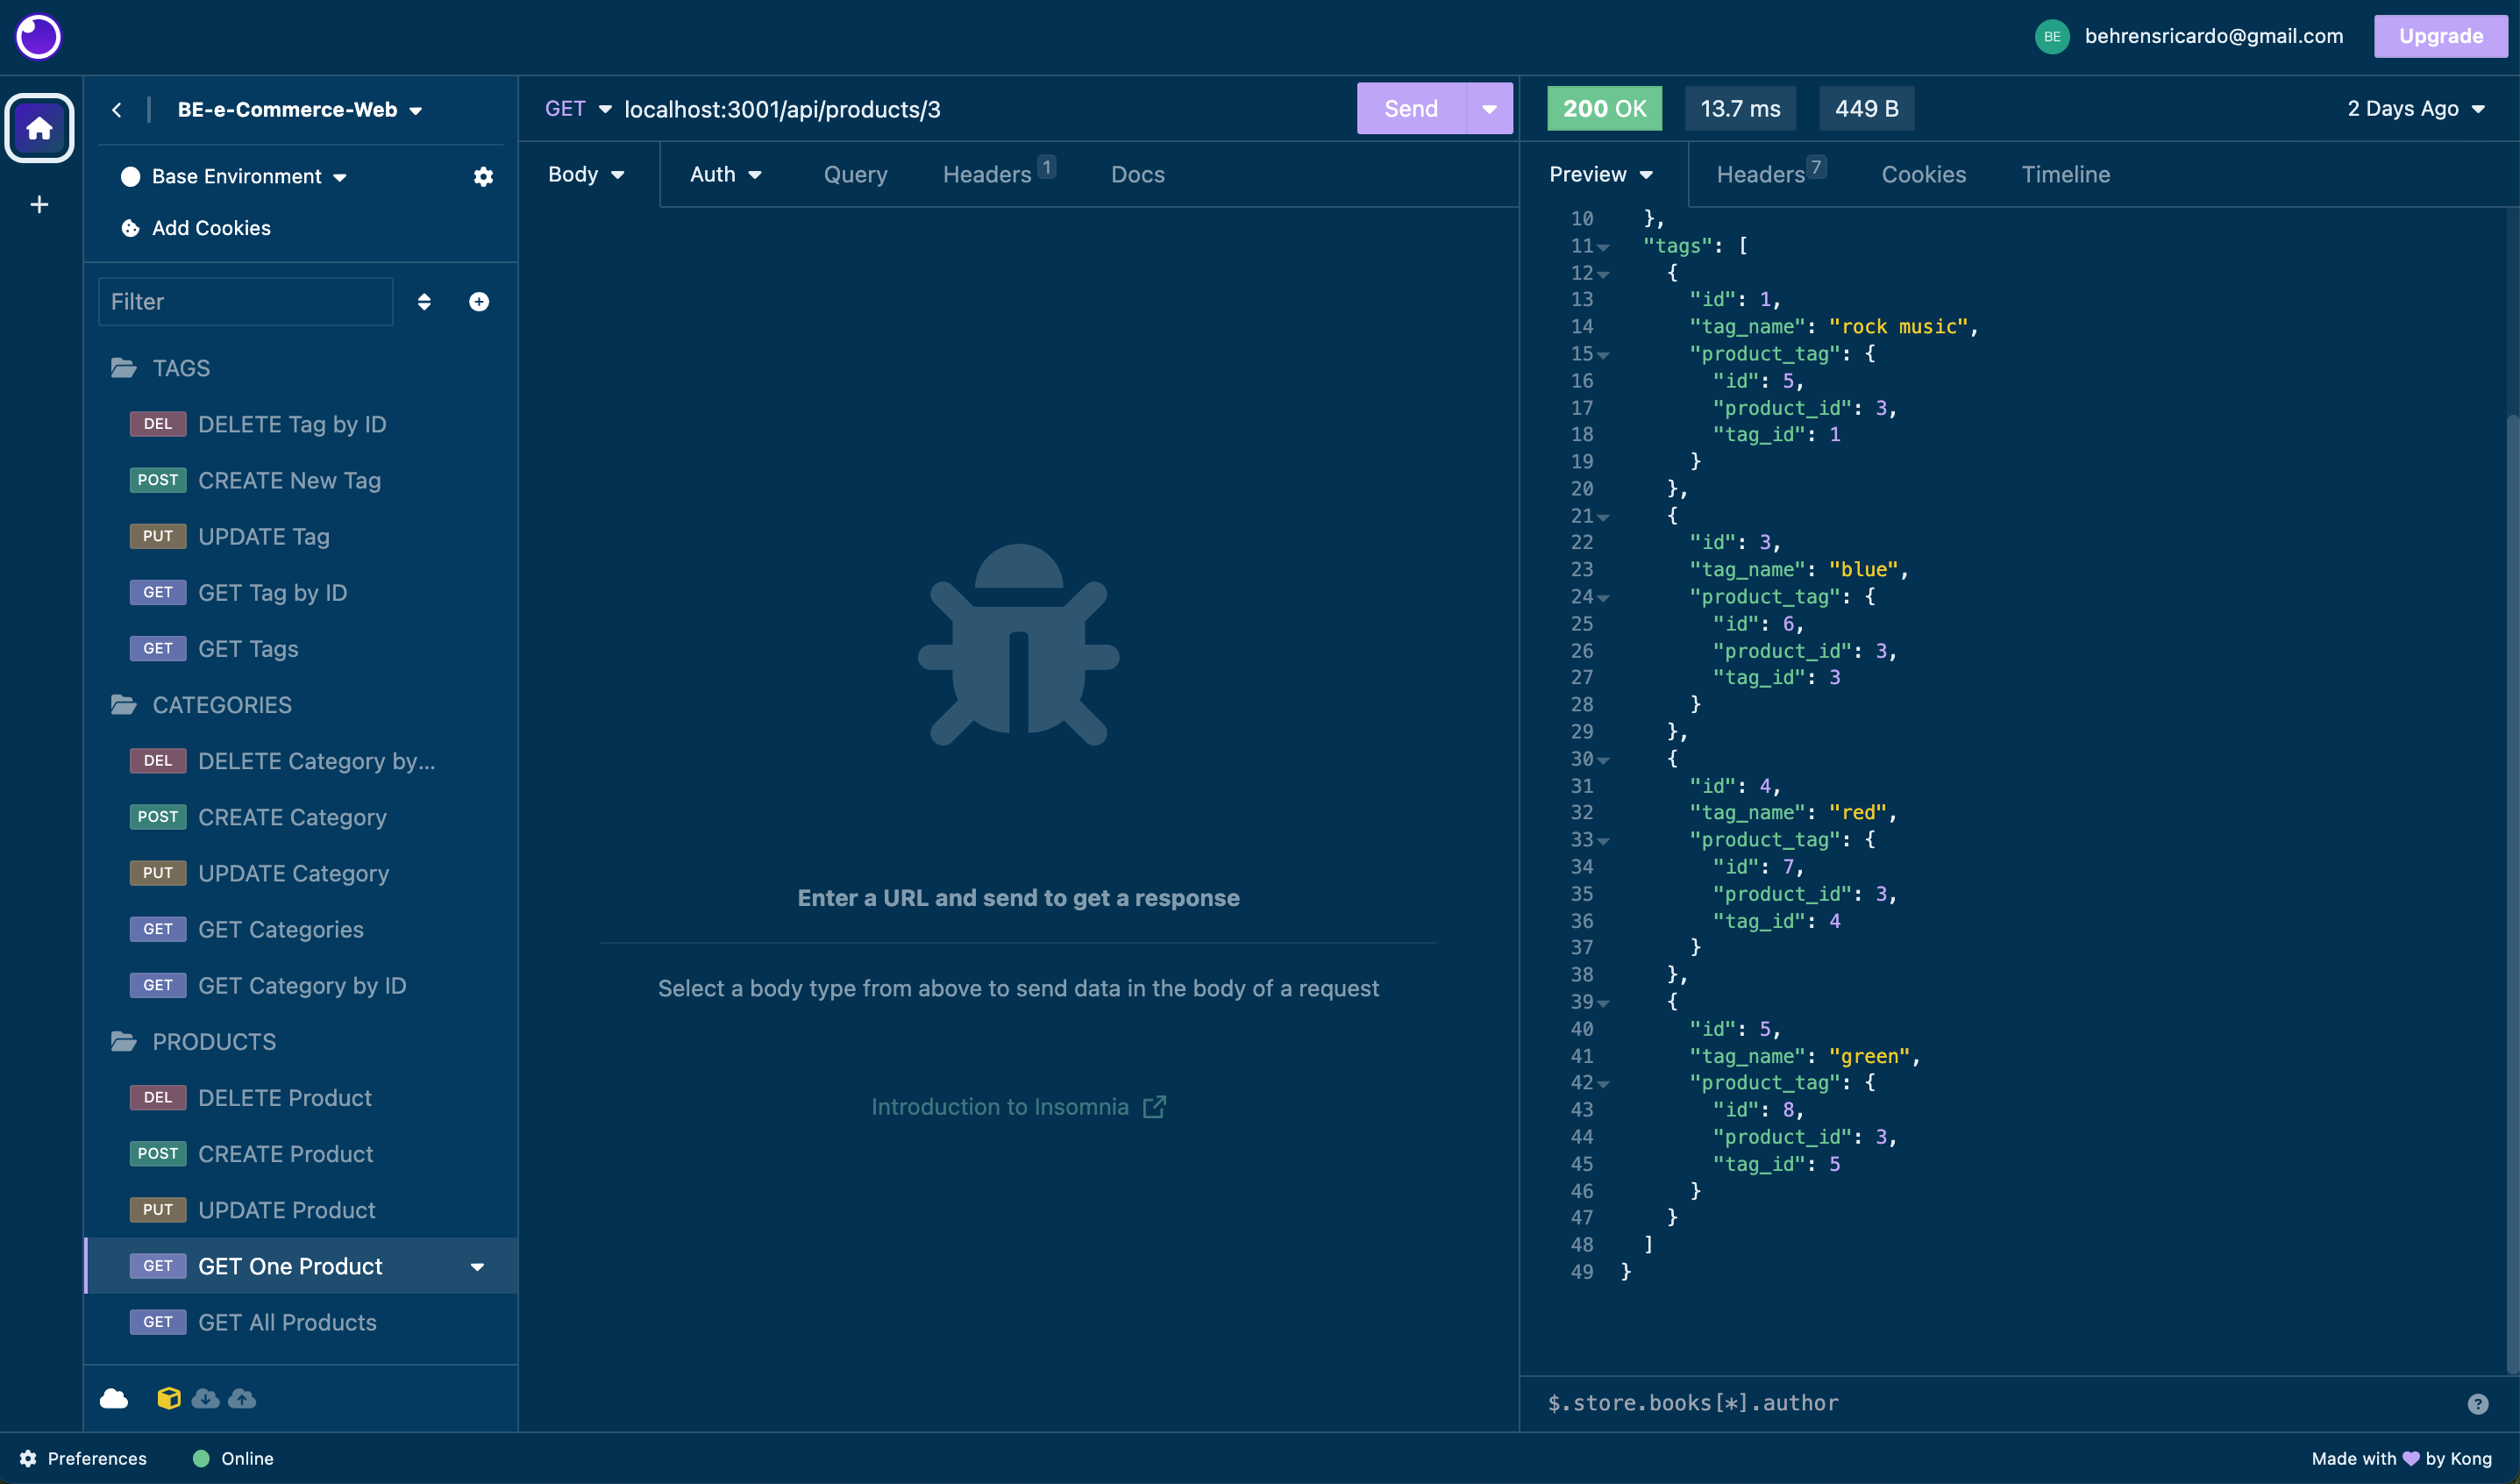 BE behrensricardo@gmail.com Upgrade
BE-e-Commerce-Web
Base Environment
Add Cookies
Filter
TAGS
DEL DELETE Tag by ID
POST CREATE New Tag
PUT UPDATE Tag
GET GET Tag by ID
GET GET Tags
CATEGORIES
DEL DELETE Category by...
POST CREATE Category
PUT UPDATE Category
GET GET Categories
GET GET Category by ID
PRODUCTS
DEL DELETE Product
POST CREATE Product
PUT UPDATE Product
GET GET One Product
GET GET All Products
GET localhost:3001/api/products/3 Send
Body Auth Query Headers 1 Docs
Enter a URL and send to get a response
Select a body type from above to send data in the body of a request
Introduction to Insomnia
200 OK 13.7 ms 449 B 2 Days Ago
Preview Headers 7 Cookies Timeline
10 },
11 "tags": [
12 {
13 "id": 1,
14 "tag_name": "rock music",
15 "product_tag": {
16 "id": 5,
17 "product_id": 3,
18 "tag_id": 1
19 }
20 },
21 {
22 "id": 3,
23 "tag_name": "blue",
24 "product_tag": {
25 "id": 6,
26 "product_id": 3,
27 "tag_id": 3
28 }
29 },
30 {
31 "id": 4,
32 "tag_name": "red",
33 "product_tag": {
34 "id": 7,
35 "product_id": 3,
36 "tag_id": 4
37 }
38 },
39 {
40 "id": 5,
41 "tag_name": "green",
42 "product_tag": {
43 "id": 8,
44 "product_id": 3,
45 "tag_id": 5
46 }
47 }
48 ]
49 }
$.store.books[*].author
Preferences Online Made with 💜 by Kong